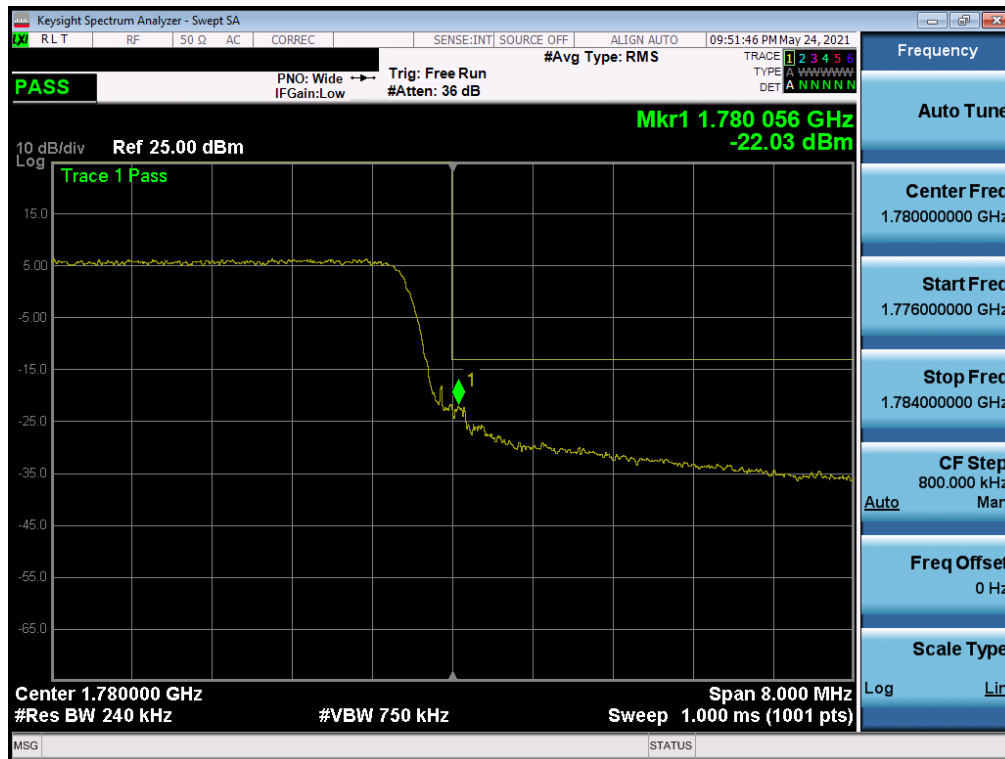 Keysight Spectrum Analyzer - Swept SA
LXI RLT RF 50 Ω AC CORREC SENSE:INT SOURCE OFF ALIGN AUTO 09:51:46 PM May 24, 2021
#Avg Type: RMS
TRACE 1 2 3 4 5 6
TYPE A WWWWW
DET A N N N N N
PASS
PNO: Wide
IFGain:Low
Trig: Free Run
#Atten: 36 dB
Mkr1 1.780 056 GHz
-22.03 dBm
10 dB/div
Log
Ref 25.00 dBm
Trace 1 Pass
15.0
5.00
-5.00
-15.0
-25.0
-35.0
-45.0
-55.0
-65.0
1
Center 1.780000 GHz
Span 8.000 MHz
#Res BW 240 kHz
#VBW 750 kHz
Sweep 1.000 ms (1001 pts)
MSG
STATUS
Frequency
Auto Tune
Center Freq
1.780000000 GHz
Start Freq
1.776000000 GHz
Stop Freq
1.784000000 GHz
CF Step
800.000 kHz
Auto Man
Freq Offset
0 Hz
Scale Type
Log Lin